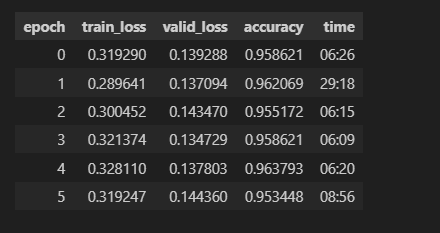 epoch train_loss valid_loss accuracy time
0 0.319290 0.139288 0.958621 06:26
1 0.289641 0.137094 0.962069 29:18
2 0.300452 0.143470 0.955172 06:15
3 0.321374 0.134729 0.958621 06:09
4 0.328110 0.137803 0.963793 06:20
5 0.319247 0.144360 0.953448 08:56